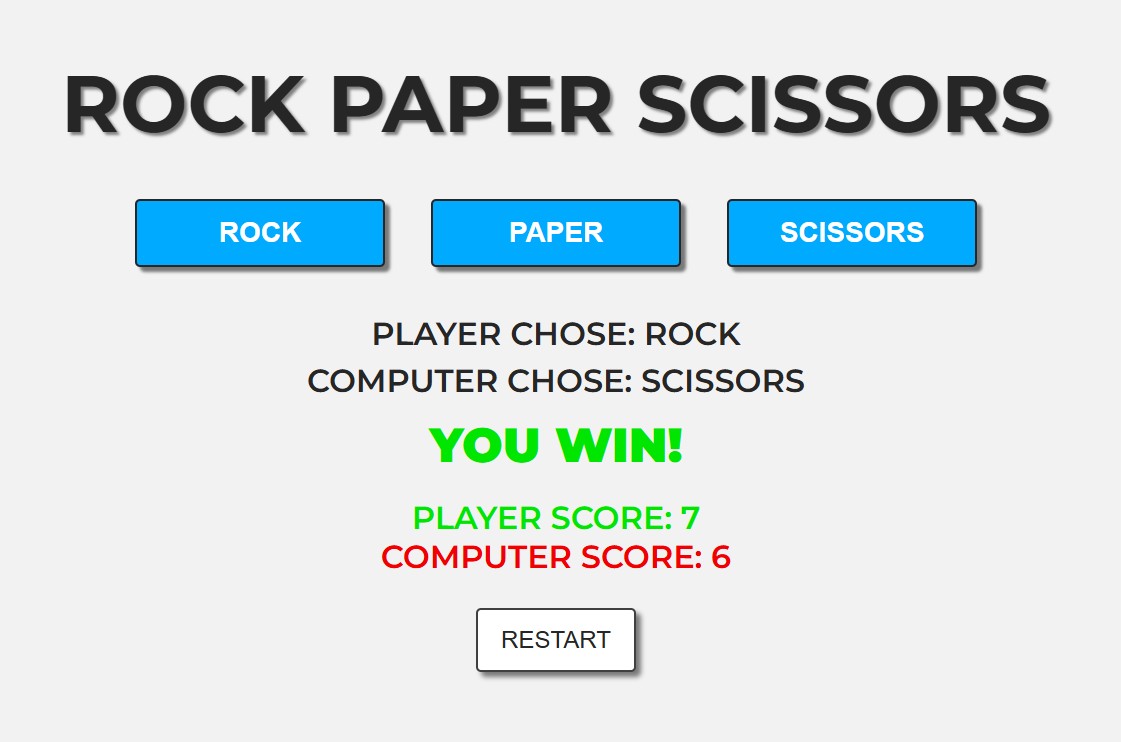 ROCK PAPER SCISSORS
ROCK PAPER SCISSORS
PLAYER CHOSE: ROCK
COMPUTER CHOSE: SCISSORS
YOU WIN!
PLAYER SCORE: 7
COMPUTER SCORE: 6
RESTART